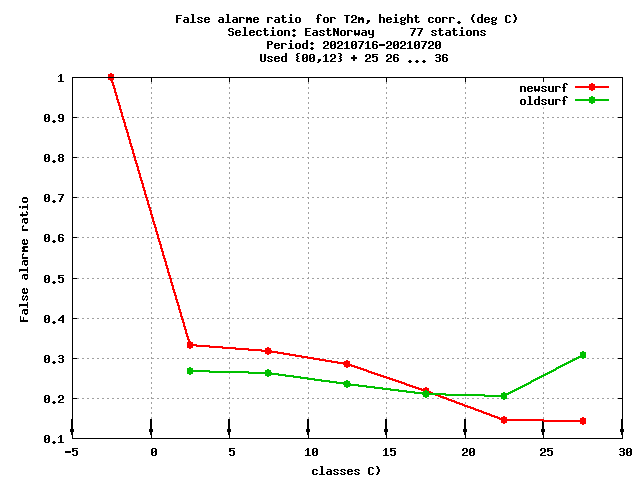 False alarme ratio  for T2m, height corr. (deg C)
Selection: EastNorway     77 stations
Period: 20210716-20210720
Used {00,12} + 25 26 ... 36
newsurf
oldsurf
1
0.9
0.8
0.7
0.6
0.5
0.4
0.3
0.2
0.1
False alarme ratio
-5 0 5 10 15 20 25 30
classes C)